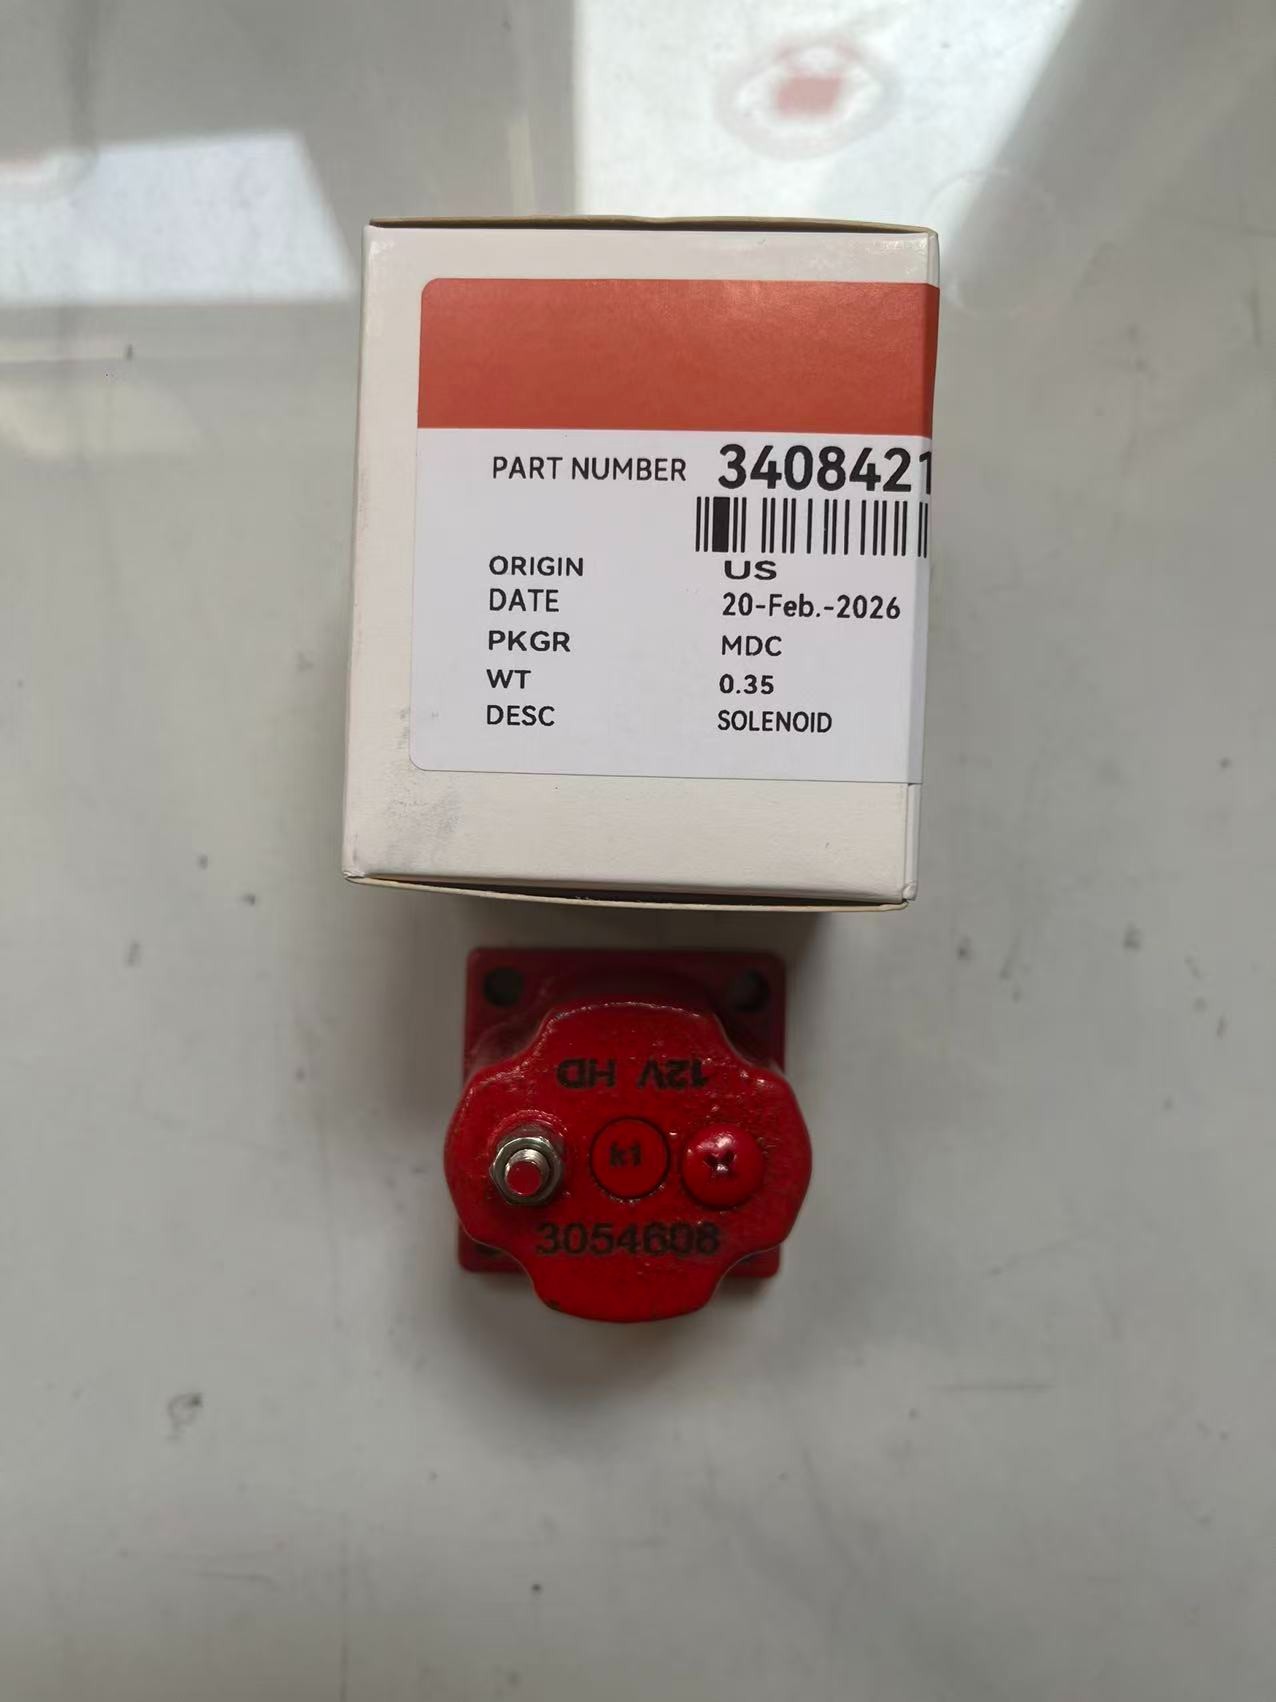 PART NUMBER 3408421
ORIGIN US
DATE 20-Feb.-2026
PKGR MDC
WT 0.35
DESC SOLENOID
12V HD
k1
3054608